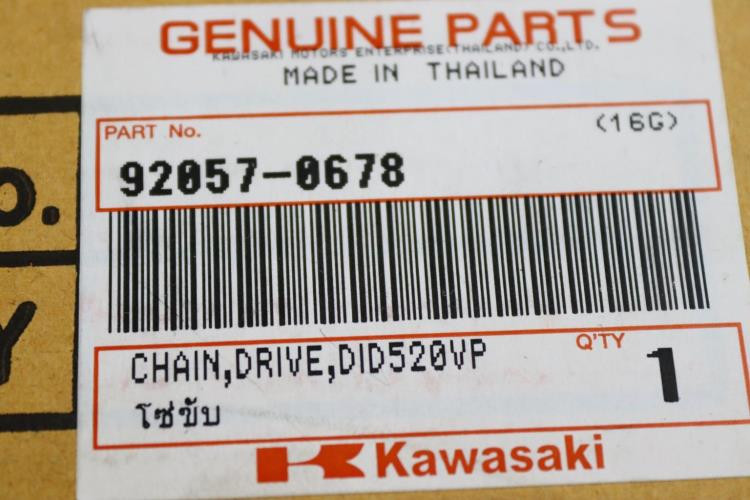 GENUINE PARTS
KAWASAKI MOTORS ENTERPRISE(THAILAND)CO.,LTD.
MADE IN THAILAND
PART No.
(16G)
92057-0678
o.
Y
CHAIN,DRIVE,DID520VP
Q'TY
1
โซ่ขับ
Kawasaki